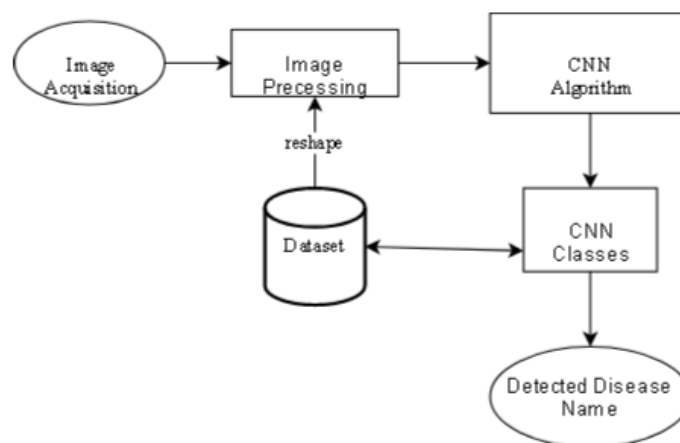 Image
Acquisition
Image
Precessing
CNN
Algorithm
reshape
Dataset
CNN
Classes
Detected Disease
Name